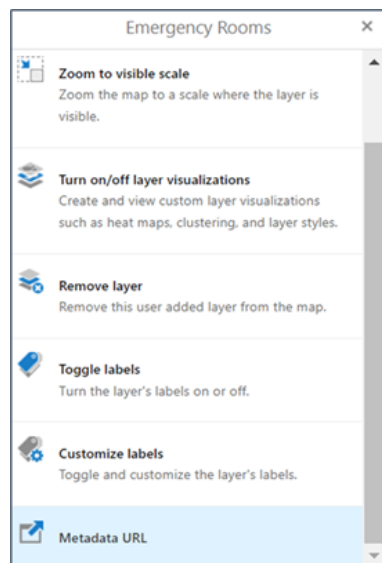 Emergency Rooms
Zoom to visible scale
Zoom the map to a scale where the layer is
visible.
Turn on/off layer visualizations
Create and view custom layer visualizations
such as heat maps, clustering, and layer styles.
Remove layer
Remove this user added layer from the map.
Toggle labels
Turn the layer's labels on or off.
Customize labels
Toggle and customize the layer's labels.
Metadata URL